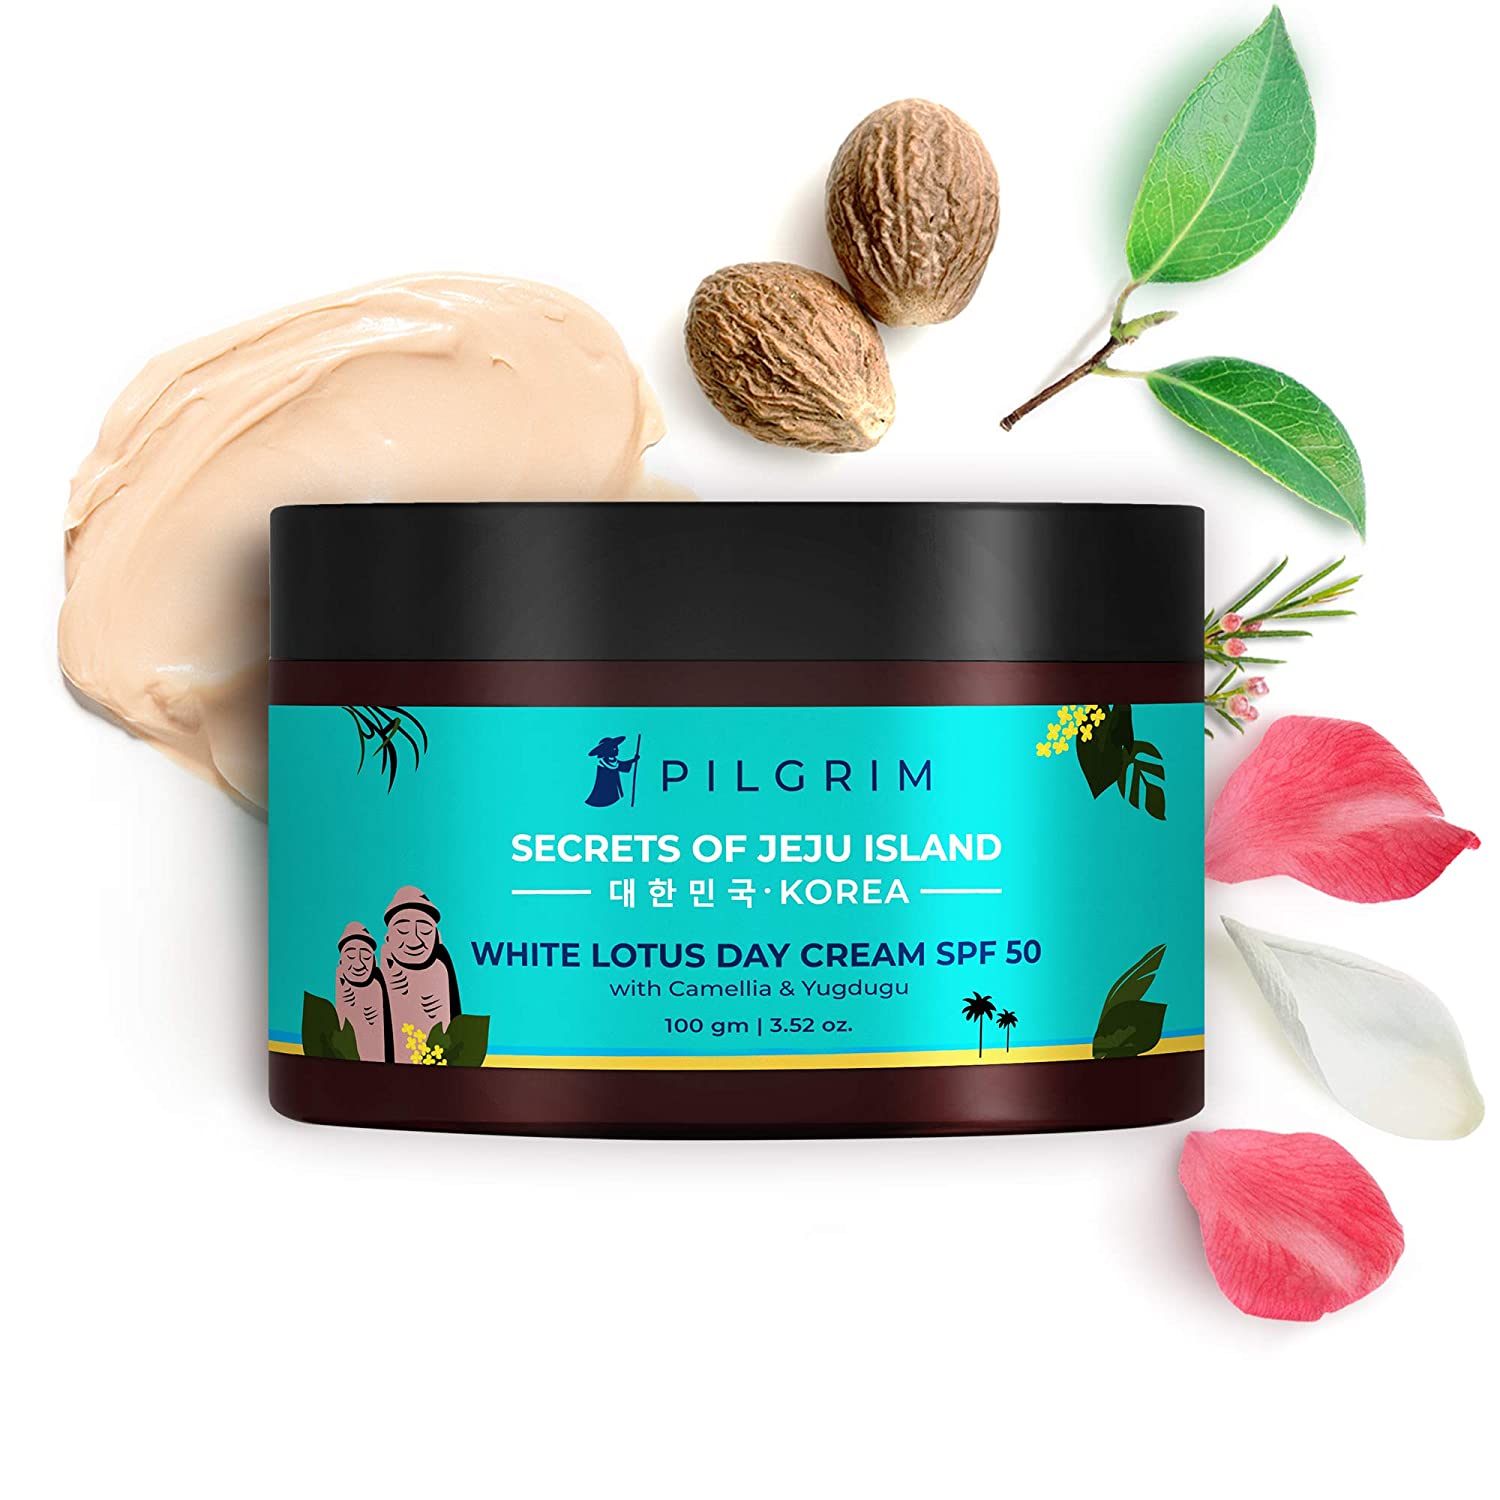 PILGRIM
SECRETS OF JEJU ISLAND
대한민국·KOREA
WHITE LOTUS DAY CREAM SPF 50
with Camellia & Yugdugu
100 gm | 3.52 oz.